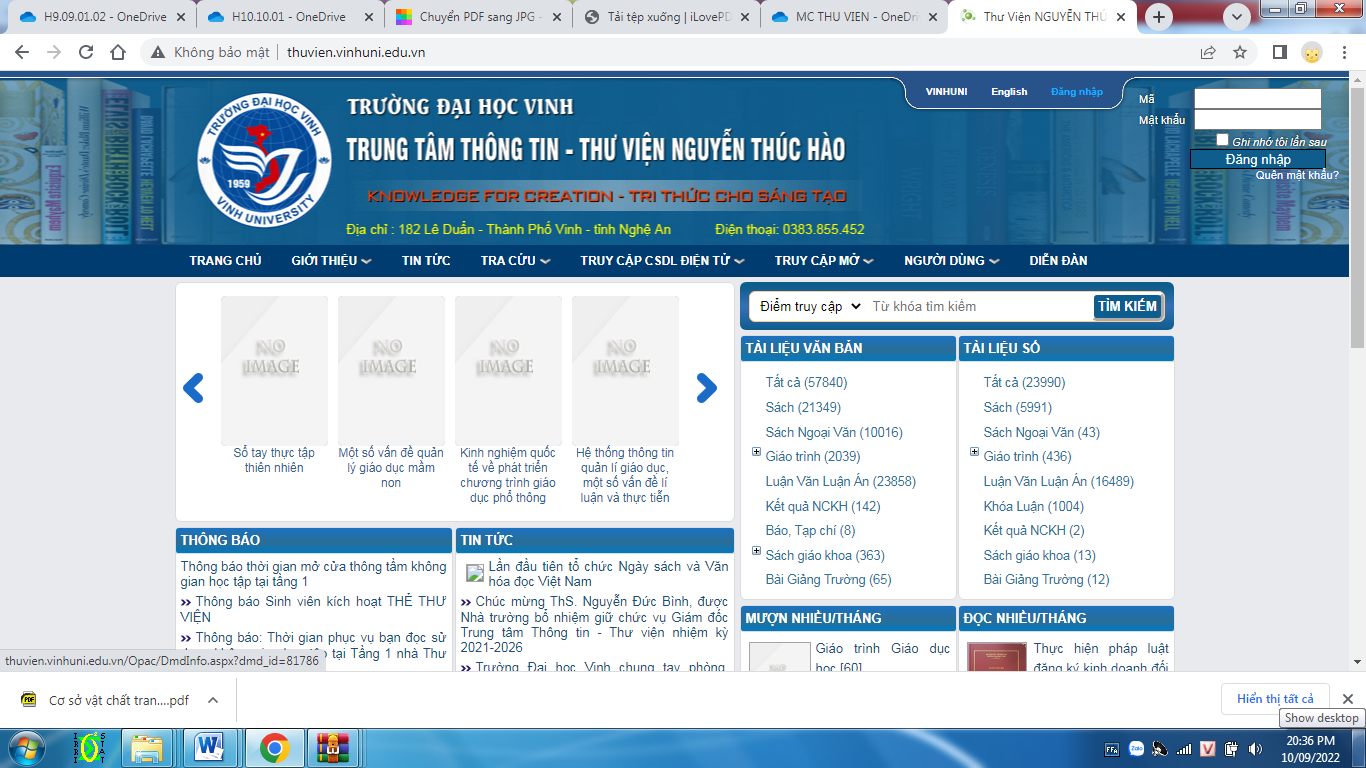 H9.09.01.02 - OneDrive
H10.10.01 - OneDrive
Chuyển PDF sang JPG -
Tải tệp xuống | iLovePD
MC THU VIEN - OneDri
Thư Viện NGUYỄN THÚ
Không bảo mật
thuvien.vinhuni.edu.vn
VINHUNI English Đăng nhập
Mã
Mật khẩu
Ghi nhớ tôi lần sau
Đăng nhập
Quên mật khẩu?
TRƯỜNG ĐẠI HỌC VINH
1959
VINH UNIVERSITY
TRƯỜNG ĐẠI HỌC VINH
TRUNG TÂM THÔNG TIN - THƯ VIỆN NGUYỄN THÚC HÀO
KNOWLEDGE FOR CREATION - TRI THỨC CHO SÁNG TẠO
Địa chỉ : 182 Lê Duẩn - Thành Phố Vinh - tỉnh Nghệ An Điện thoại: 0383.855.452
TRANG CHỦ GIỚI THIỆU TIN TỨC TRA CỨU TRUY CẬP CSDL ĐIỆN TỬ TRUY CẬP MỞ NGƯỜI DÙNG DIỄN ĐÀN
NO IMAGE
NO IMAGE
NO IMAGE
NO IMAGE
Sổ tay thực tập
thiên nhiên
Một số vấn đề quản
lý giáo dục mầm
non
Kinh nghiệm quốc
tế về phát triển
chương trình giáo
dục phổ thông
Hệ thống thông tin
quản lí giáo dục,
một số vấn đề lí
luận và thực tiễn
Điểm truy cập Từ khóa tìm kiếm TÌM KIẾM
TÀI LIỆU VĂN BẢN
Tất cả (57840)
Sách (21349)
Sách Ngoại Văn (10016)
Giáo trình (2039)
Luận Văn Luận Án (23858)
Kết quả NCKH (142)
Báo, Tạp chí (8)
Sách giáo khoa (363)
Bài Giảng Trường (65)
TÀI LIỆU SỐ
Tất cả (23990)
Sách (5991)
Sách Ngoại Văn (43)
Giáo trình (436)
Luận Văn Luận Án (16489)
Khóa Luận (1004)
Kết quả NCKH (2)
Sách giáo khoa (13)
Bài Giảng Trường (12)
THÔNG BÁO
Thông báo thời gian mở cửa thông tầm không
gian học tập tại tầng 1
Thông báo Sinh viên kích hoạt THẺ THƯ
VIỆN
Thông báo: Thời gian phục vụ bạn đọc sử
tập tại Tầng 1 nhà Thư
TIN TỨC
Lần đầu tiên tổ chức Ngày sách và Văn
hóa đọc Việt Nam
Chúc mừng ThS. Nguyễn Đức Bình, được
Nhà trường bổ nhiệm giữ chức vụ Giám đốc
Trung tâm Thông tin - Thư viện nhiệm kỳ
2021-2026
Trường Đại học Vinh chung tay phòng,
MƯỢN NHIỀU/THÁNG
Giáo trình Giáo dục
học [60]
ĐỌC NHIỀU/THÁNG
Thực hiện pháp luật
đăng ký kinh doanh đối
thuvien.vinhuni.edu.vn/Opac/DmdInfo.aspx?dmd_id=81786
Cơ sở vật chất tran....pdf
Hiển thị tất cả
Show desktop
20:36 PM
10/09/2022